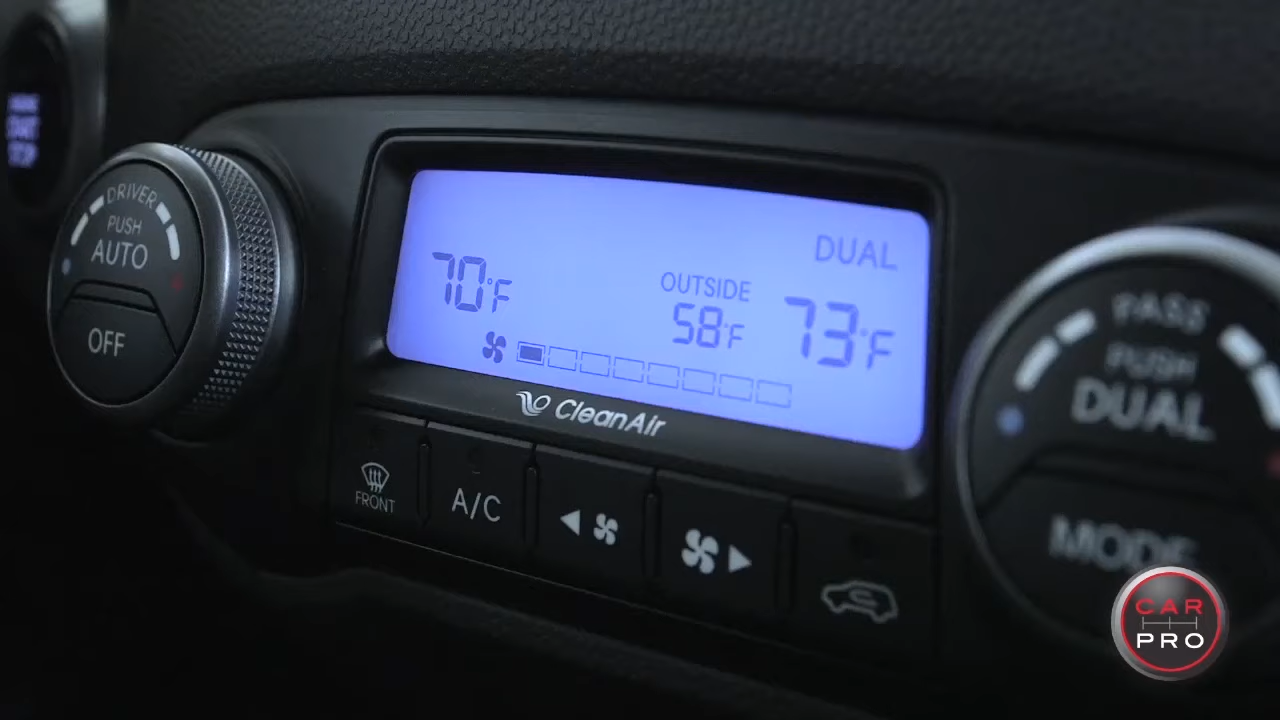 DRIVER
PUSH
AUTO
OFF
DUAL
70°F
OUTSIDE
58°F
73°F
CleanAir
FRONT
A/C
PASS
PUSH
DUAL
MODE
CAR
PRO